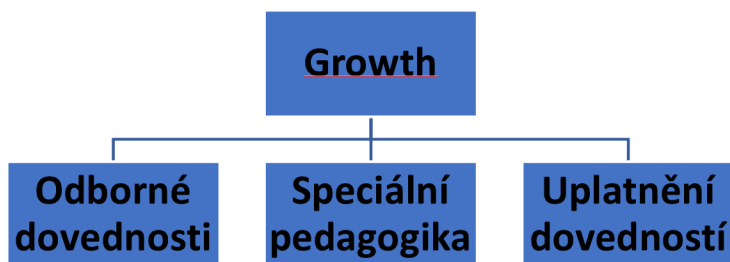 Growth
Odborné
dovednosti
Speciální
pedagogika
Uplatnění
dovedností